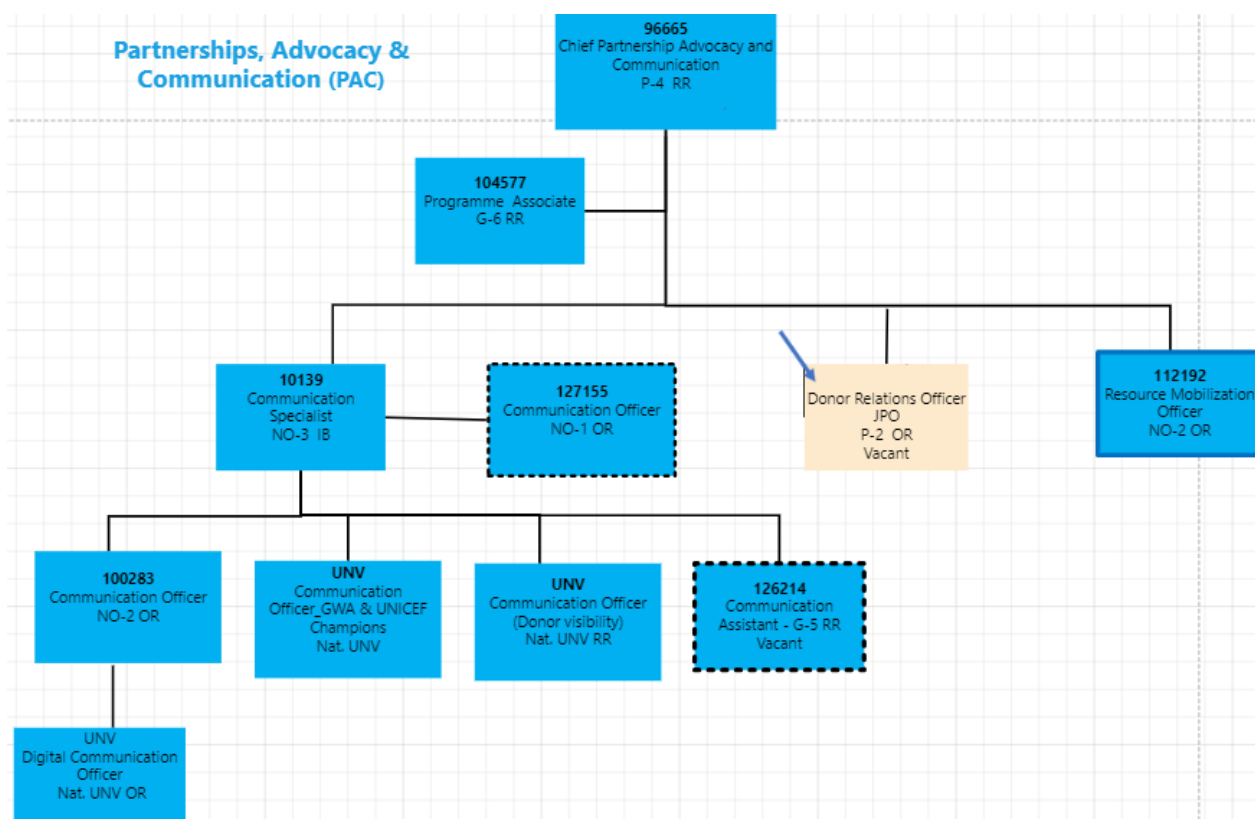 Partnerships, Advocacy &
Communication (PAC)
96665
Chief Partnership Advocacy and
Communication
P-4 RR
104577
Programme Associate
G-6 RR
10139
Communication
Specialist
NO-3 IB
127155
Communication Officer
NO-1 OR
Donor Relations Officer
JPO
P-2 OR
Vacant
112192
Resource Mobilization
Officer
NO-2 OR
100283
Communication Officer
NO-2 OR
UNV
Communication
Officer_GWA & UNICEF
Champions
Nat. UNV
UNV
Communication Officer
(Donor visibility)
Nat. UNV RR
126214
Communication
Assistant - G-5 RR
Vacant
UNV
Digital Communication
Officer
Nat. UNV OR